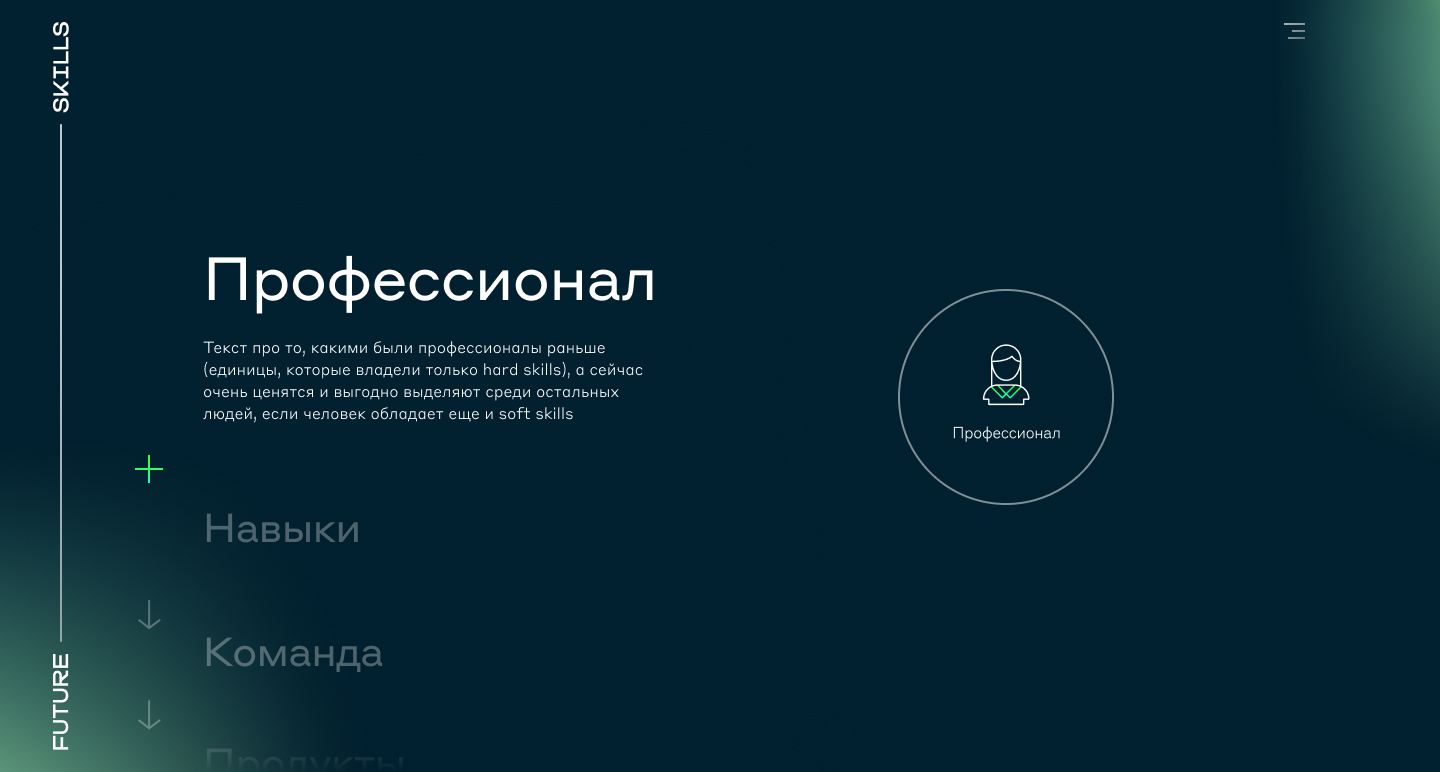 SKILLS
FUTURE
Профессионал
Текст про то, какими были профессионалы раньше
(единицы, которые владели только hard skills), а сейчас
очень ценятся и выгодно выделяют среди остальных
людей, если человек обладает еще и soft skills
Профессионал
Навыки
Команда
Продукты